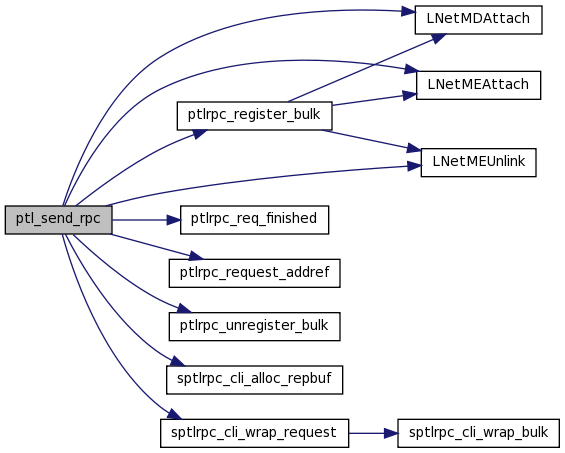 LNetMDAttach
LNetMEAttach
ptlrpc_register_bulk
LNetMEUnlink
ptl_send_rpc
ptlrpc_req_finished
ptlrpc_request_addref
ptlrpc_unregister_bulk
sptlrpc_cli_alloc_repbuf
sptlrpc_cli_wrap_request
sptlrpc_cli_wrap_bulk